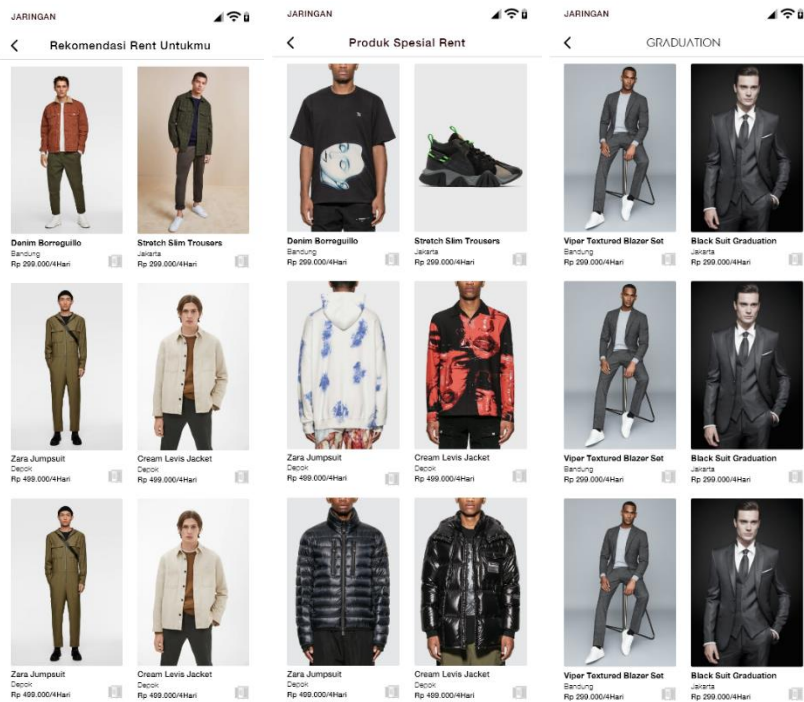 JARINGAN
Rekomendasi Rent Untukmu
Denim Borreguillo
Bandung
Rp 299.000/4Hari
Stretch Slim Trousers
Jakarta
Rp 299.000/4Hari
Zara Jumpsuit
Depok
Rp 499.000/4Hari
Cream Levis Jacket
Depok
Rp 499.000/4Hari
Zara Jumpsuit
Depok
Rp 499.000/4Hari
Cream Levis Jacket
Depok
Rp 499.000/4Hari
JARINGAN
Produk Spesial Rent
Denim Borreguillo
Bandung
Rp 299.000/4Hari
Stretch Slim Trousers
Jakarta
Rp 299.000/4Hari
Zara Jumpsuit
Depok
Rp 499.000/4Hari
Cream Levis Jacket
Depok
Rp 499.000/4Hari
Zara Jumpsuit
Depok
Rp 499.000/4Hari
Cream Levis Jacket
Depok
Rp 499.000/4Hari
JARINGAN
GRADUATION
Viper Textured Blazer Set
Bandung
Rp 299.000/4Hari
Black Suit Graduation
Jakarta
Rp 299.000/4Hari
Viper Textured Blazer Set
Bandung
Rp 299.000/4Hari
Black Suit Graduation
Jakarta
Rp 299.000/4Hari
Viper Textured Blazer Set
Bandung
Rp 299.000/4Hari
Black Suit Graduation
Jakarta
Rp 299.000/4Hari